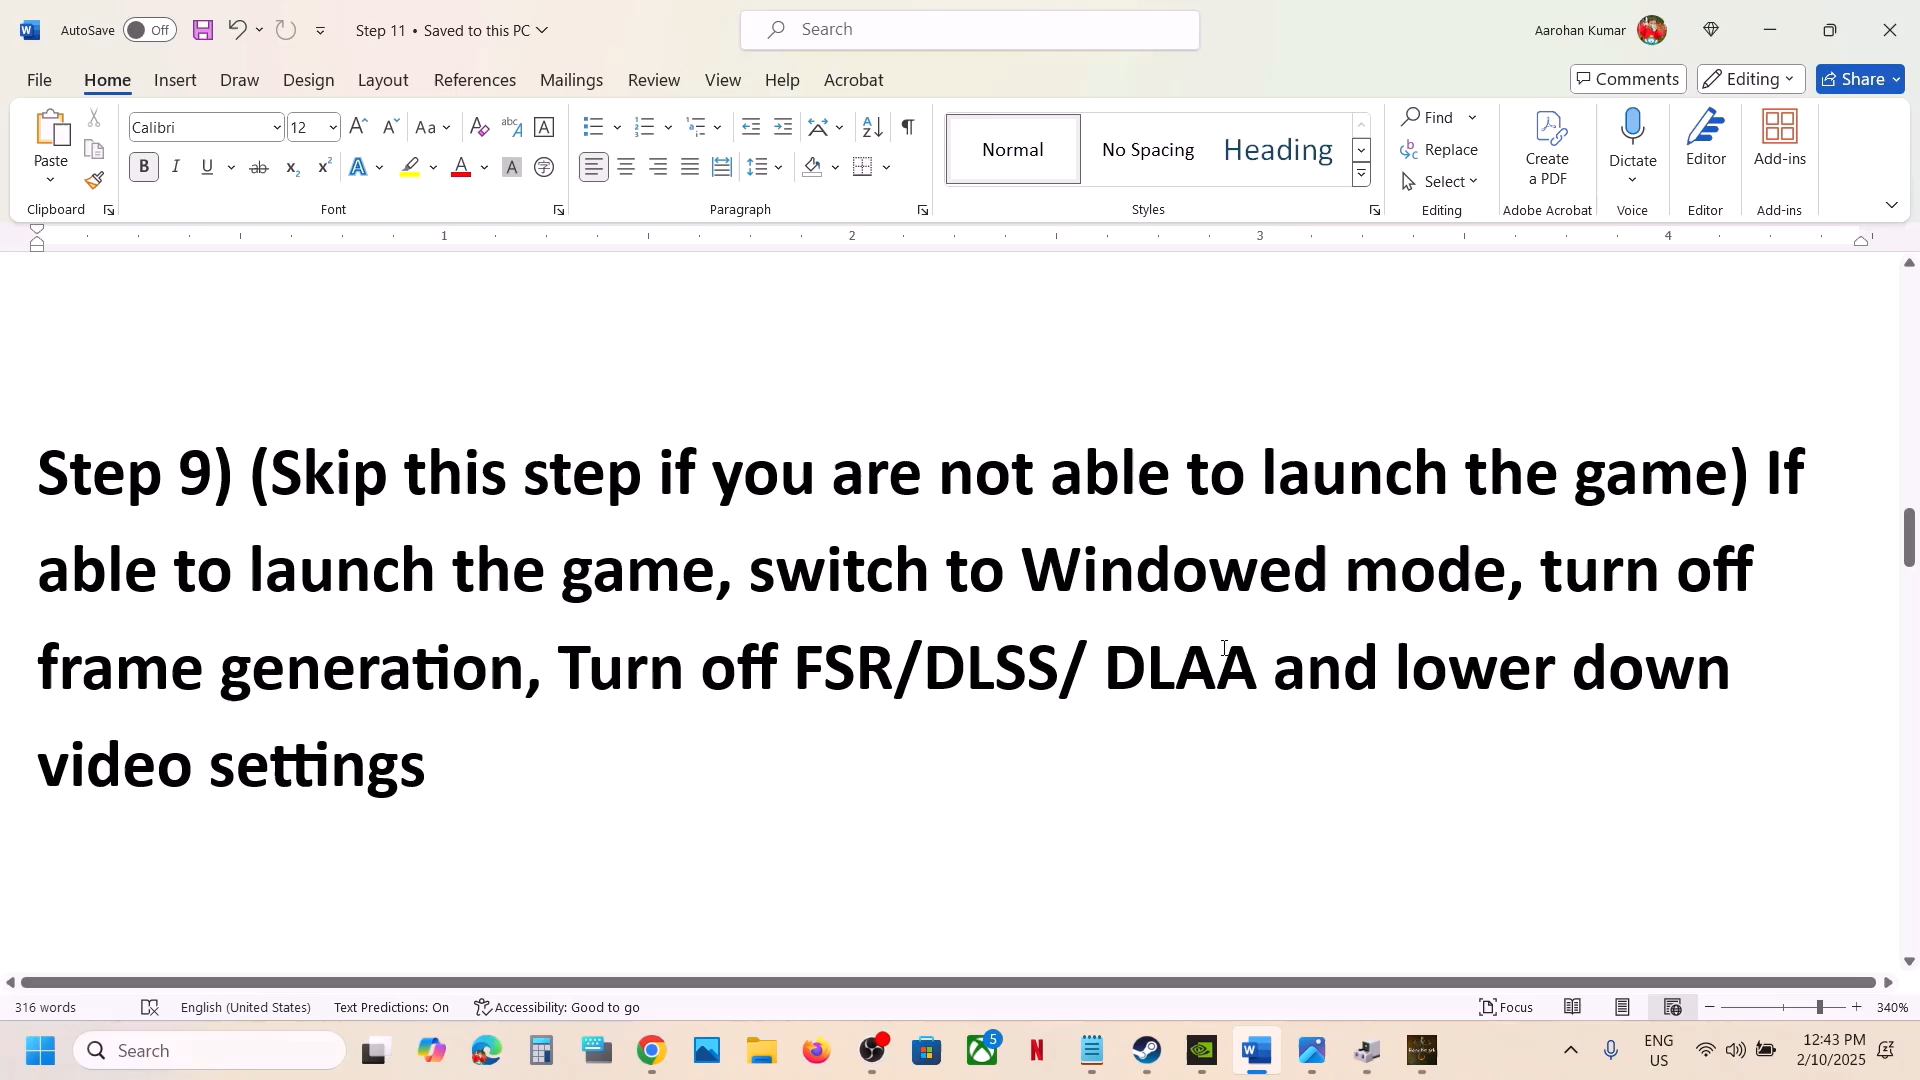 AutoSave Off Step 11 • Saved to this PC Search Aarohan Kumar
File Home Insert Draw Design Layout References Mailings Review View Help Acrobat Comments Editing Share
Paste Calibri 12 Aa Normal No Spacing Heading Find Replace Select Create a PDF Dictate Editor Add-ins
Clipboard Font Paragraph Styles Editing Adobe Acrobat Voice Editor Add-ins
1 2 3 4
Step 9) (Skip this step if you are not able to launch the game) If
able to launch the game, switch to Windowed mode, turn off
frame generation, Turn off FSR/DLSS/ DLAA and lower down
video settings
316 words English (United States) Text Predictions: On Accessibility: Good to go Focus 340%
Search 5 ENG US 12:43 PM 2/10/2025